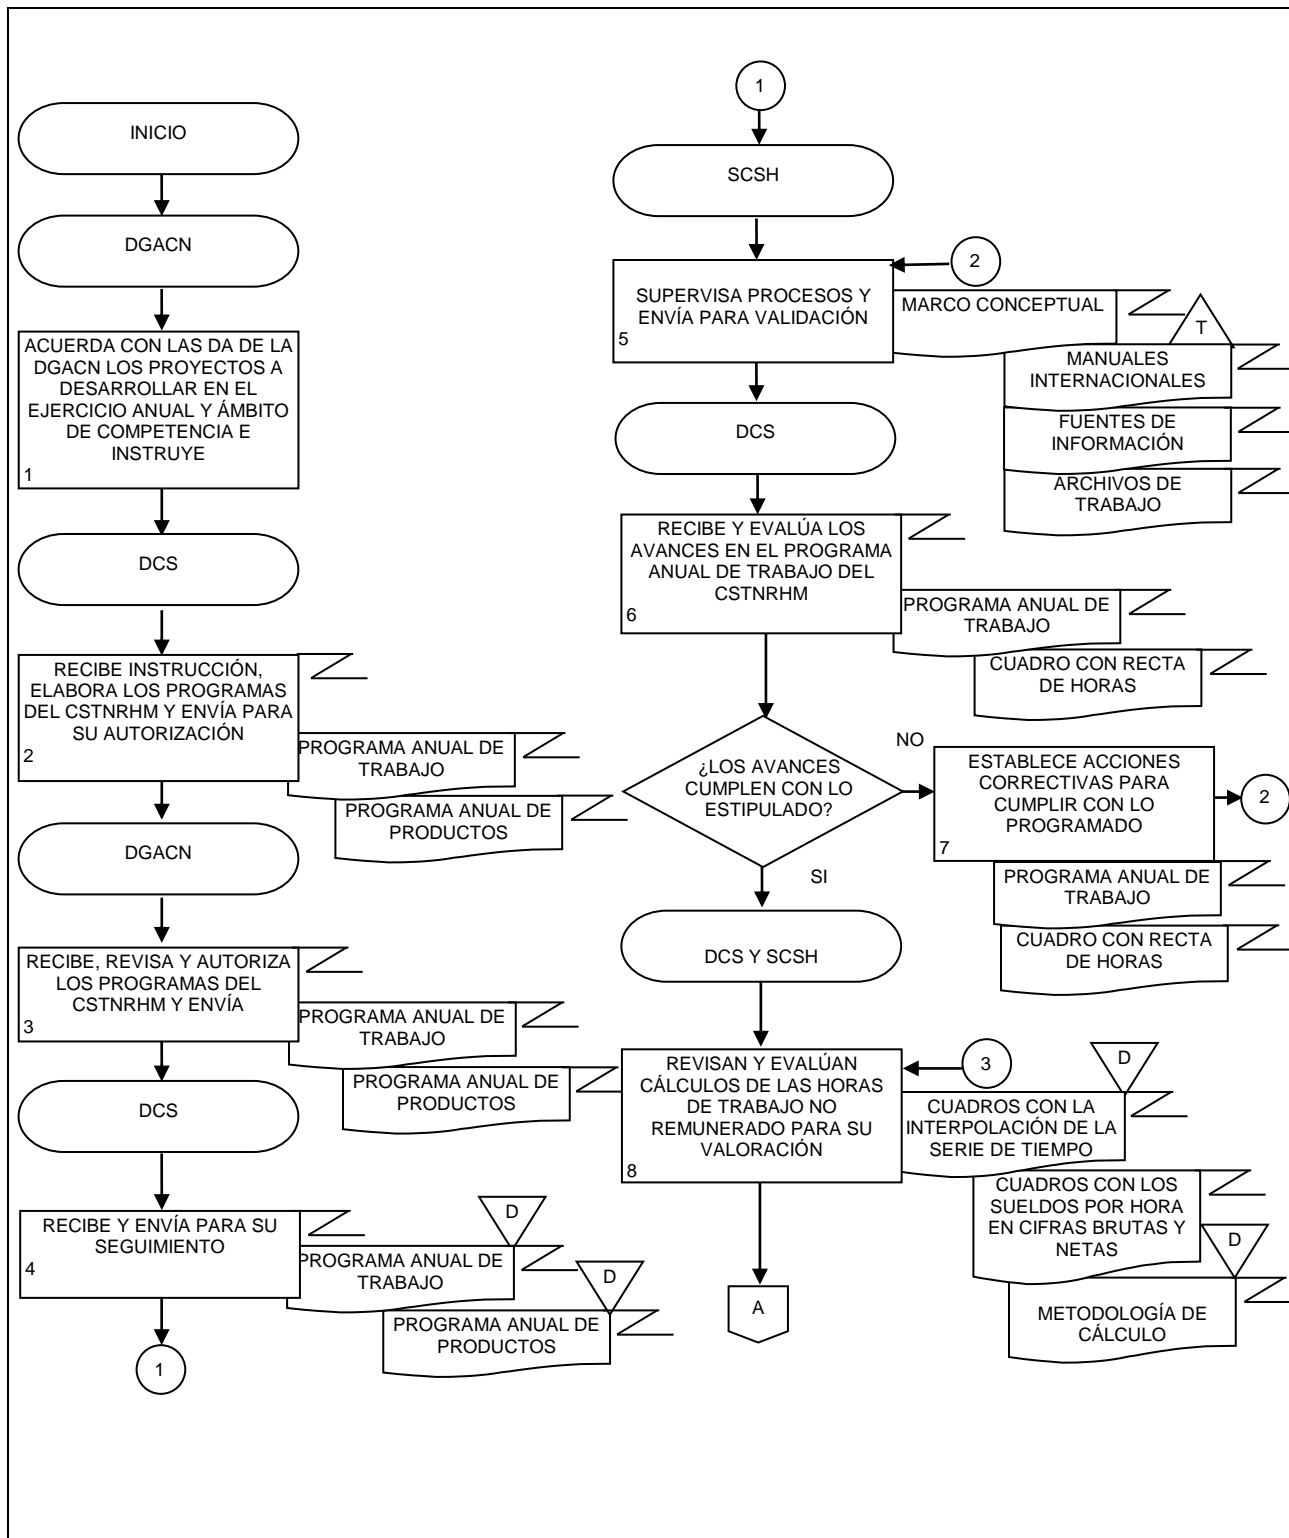 INICIO
DGACN
ACUERDA CON LAS DA DE LA
DGACN LOS PROYECTOS A
DESARROLLAR EN EL
EJERCICIO ANUAL Y ÁMBITO
DE COMPETENCIA E
INSTRUYE
1
DCS
RECIBE INSTRUCCIÓN,
ELABORA LOS PROGRAMAS
DEL CSTNRHM Y ENVÍA PARA
SU AUTORIZACIÓN
2
PROGRAMA ANUAL DE
TRABAJO
PROGRAMA ANUAL DE
PRODUCTOS
DGACN
RECIBE, REVISA Y AUTORIZA
LOS PROGRAMAS DEL
CSTNRHM Y ENVÍA
3
PROGRAMA ANUAL DE
TRABAJO
PROGRAMA ANUAL DE
PRODUCTOS
DCS
RECIBE Y ENVÍA PARA SU
SEGUIMIENTO
4
D
PROGRAMA ANUAL DE
TRABAJO
D
PROGRAMA ANUAL DE
PRODUCTOS
1
1
SCSH
2
SUPERVISA PROCESOS Y
ENVÍA PARA VALIDACIÓN
5
MARCO CONCEPTUAL
T
MANUALES
INTERNACIONALES
FUENTES DE
INFORMACIÓN
ARCHIVOS DE
TRABAJO
DCS
RECIBE Y EVALÚA LOS
AVANCES EN EL PROGRAMA
ANUAL DE TRABAJO DEL
CSTNRHM
6
PROGRAMA ANUAL DE
TRABAJO
CUADRO CON RECTA
DE HORAS
¿LOS AVANCES
CUMPLEN CON LO
ESTIPULADO?
NO
ESTABLECE ACCIONES
CORRECTIVAS PARA
CUMPLIR CON LO
PROGRAMADO
7
2
PROGRAMA ANUAL DE
TRABAJO
CUADRO CON RECTA
DE HORAS
SI
DCS Y SCSH
3
REVISAN Y EVALÚAN
CÁLCULOS DE LAS HORAS
DE TRABAJO NO
REMUNERADO PARA SU
VALORACIÓN
8
D
CUADROS CON LA
INTERPOLACIÓN DE LA
SERIE DE TIEMPO
CUADROS CON LOS
SUELDOS POR HORA
EN CIFRAS BRUTAS Y
NETAS
D
METODOLOGÍA DE
CÁLCULO
A